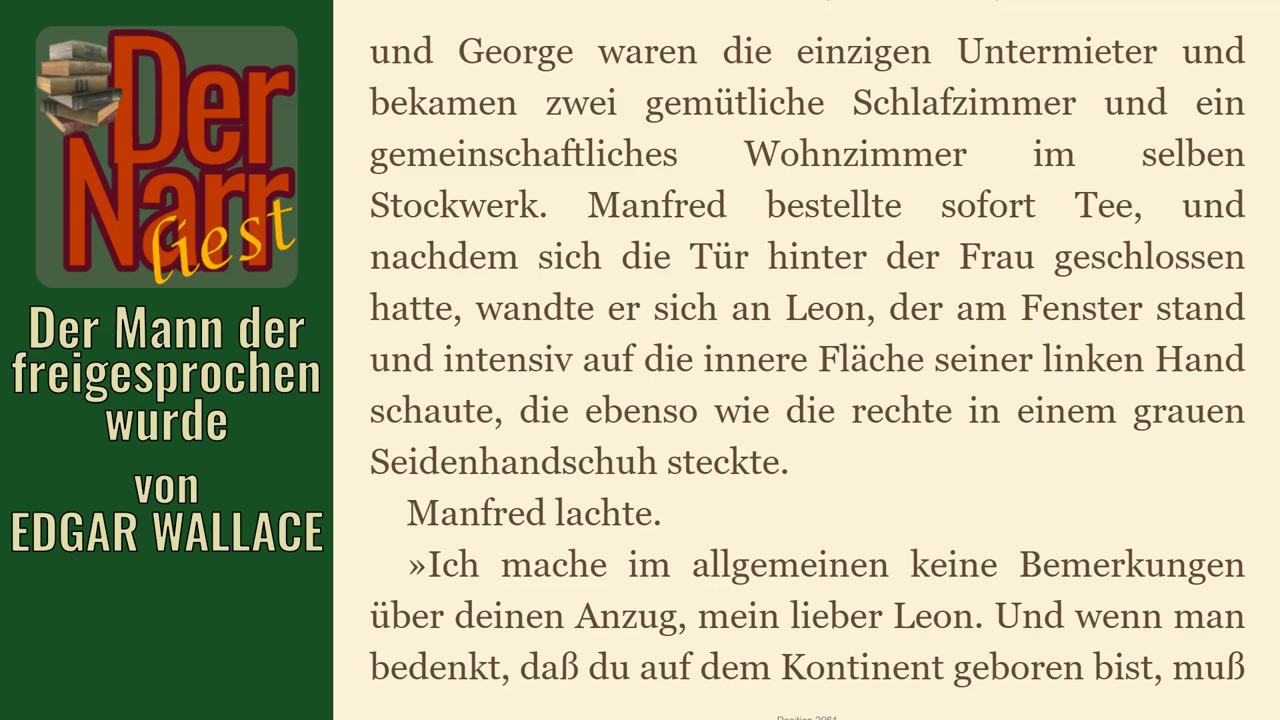 Der
Narr
liest
Der Mann der
freigesprochen
wurde
von
EDGAR WALLACE
und George waren die einzigen Untermieter und
bekamen zwei gemütliche Schlafzimmer und ein
gemeinschaftliches Wohnzimmer im selben
Stockwerk. Manfred bestellte sofort Tee, und
nachdem sich die Tür hinter der Frau geschlossen
hatte, wandte er sich an Leon, der am Fenster stand
und intensiv auf die innere Fläche seiner linken Hand
schaute, die ebenso wie die rechte in einem grauen
Seidenhandschuh steckte.
Manfred lachte.
»Ich mache im allgemeinen keine Bemerkungen
über deinen Anzug, mein lieber Leon. Und wenn man
bedenkt, daß du auf dem Kontinent geboren bist, muß